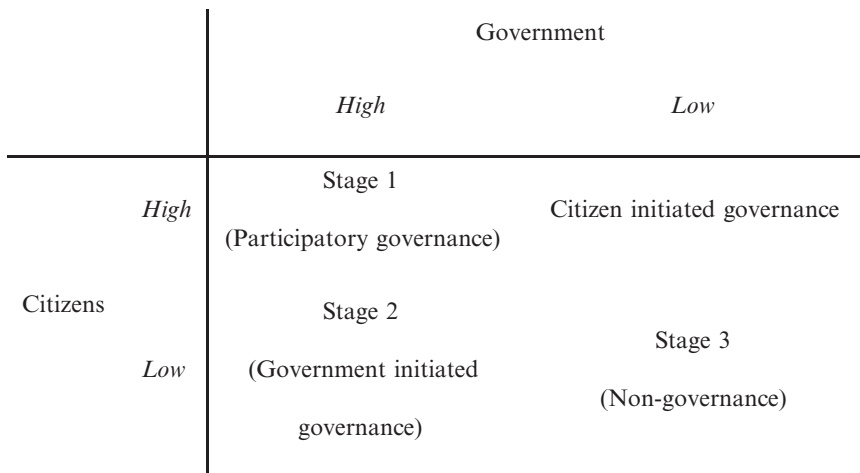 Government
High Low
Stage 1
High Citizen initiated governance
(Participatory governance)
Citizens Stage 2
Stage 3
Low (Government initiated
(Non-governance)
governance)